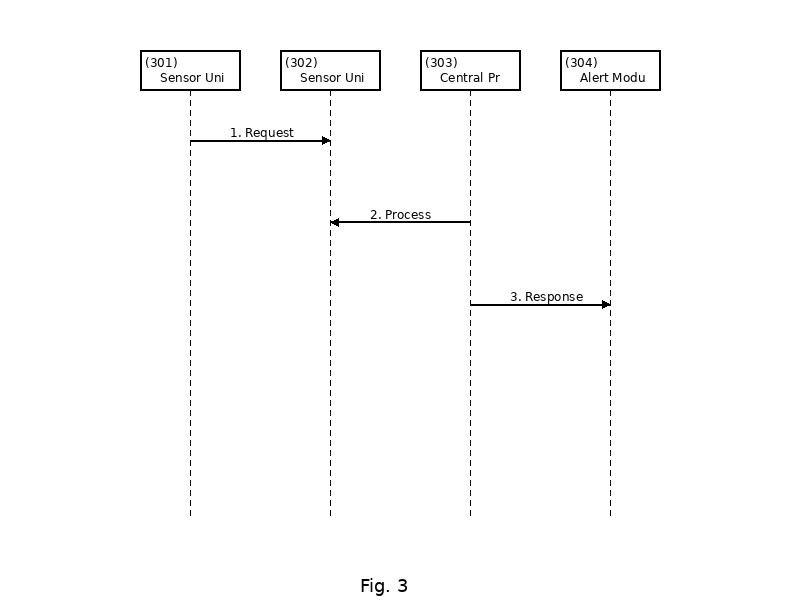 (301)
Sensor Uni
(302)
Sensor Uni
(303)
Central Pr
(304)
Alert Modu
1. Request
2. Process
3. Response
Fig. 3